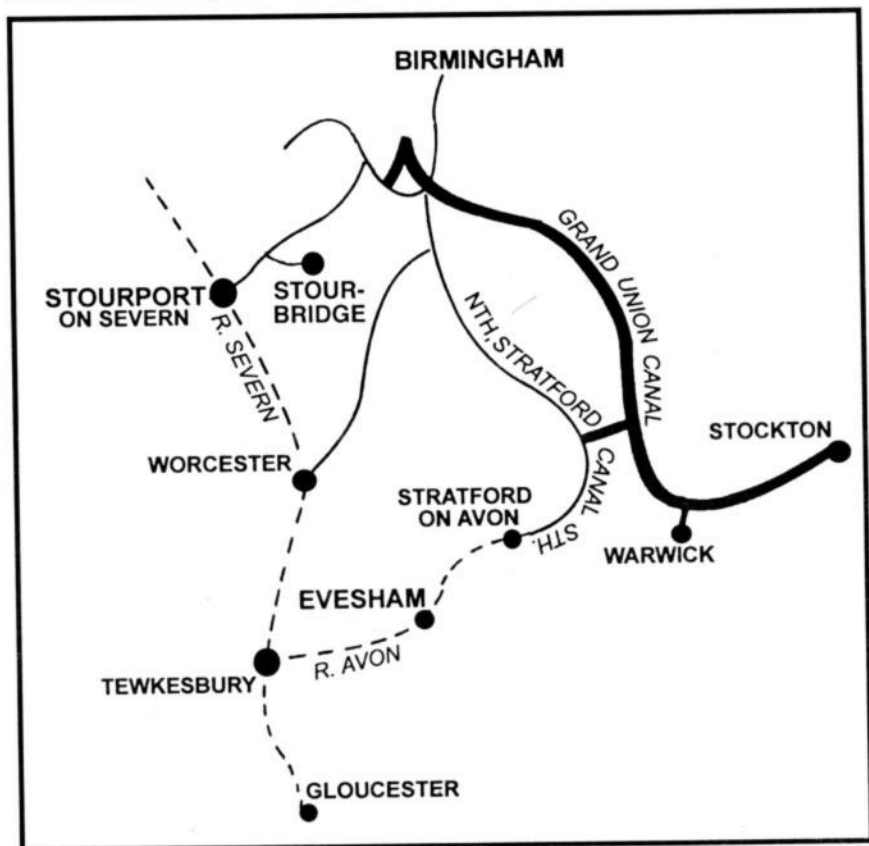 BIRMINGHAM
GRAND UNION CANAL
STOURPORT
ON SEVERN
STOUR-
BRIDGE
R. SEVERN
NTH, STRATFORD
CANAL STH.
STOCKTON
WORCESTER
STRATFORD
ON AVON
WARWICK
EVESHAM
R. AVON
TEWKESBURY
GLOUCESTER